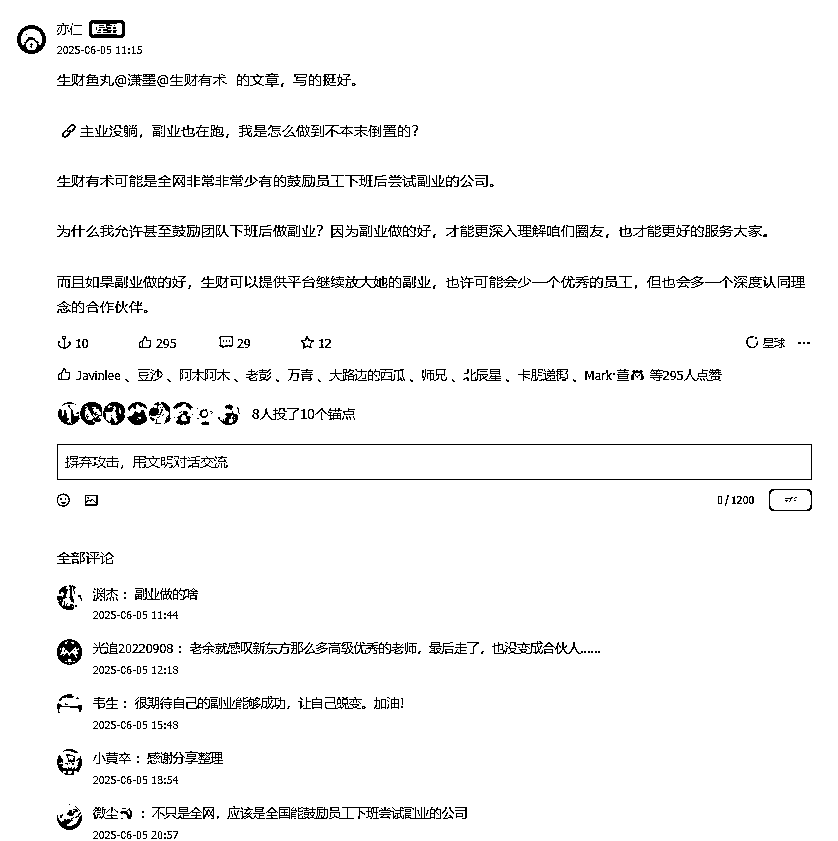 亦仁 星主
2025-06-05 11:15
生财鱼丸@潇墨@生财有术 的文章，写的挺好。
主业没躺，副业也在跑，我是怎么做到不本末倒置的？
生财有术可能是全网非常非常少有的鼓励员工下班后尝试副业的公司。
为什么我允许甚至鼓励团队下班后做副业？因为副业做的好，才能更深入理解咱们圈友，也才能更好的服务大家。
而且如果副业做的好，生财可以提供平台继续放大她的副业，也许可能会少一个优秀的员工，但也会多一个深度认同理
念的合作伙伴。
10 295 29 12 星球 ···
Javinlee 、豆沙 、阿木阿木 、老彭 、万青 、大路边的西瓜 、师兄 、北辰星 、卡肥递周 、Mark·萱 等295人点赞
8人投了10个锚点
摒弃攻击，用文明对话交流
0 / 1200
全部评论
源杰： 副业做的啥
2025-06-05 11:44
光追20220908： 老余就感叹新东方那么多高级优秀的老师，最后走了，也没变成合伙人......
2025-06-05 12:18
韦生： 很期待自己的副业能够成功，让自己蜕变。加油!
2025-06-05 15:48
小黄卒： 感谢分享整理
2025-06-05 18:54
微尘 ： 不只是全网，应该是全国能鼓励员工下班尝试副业的公司
2025-06-05 20:57